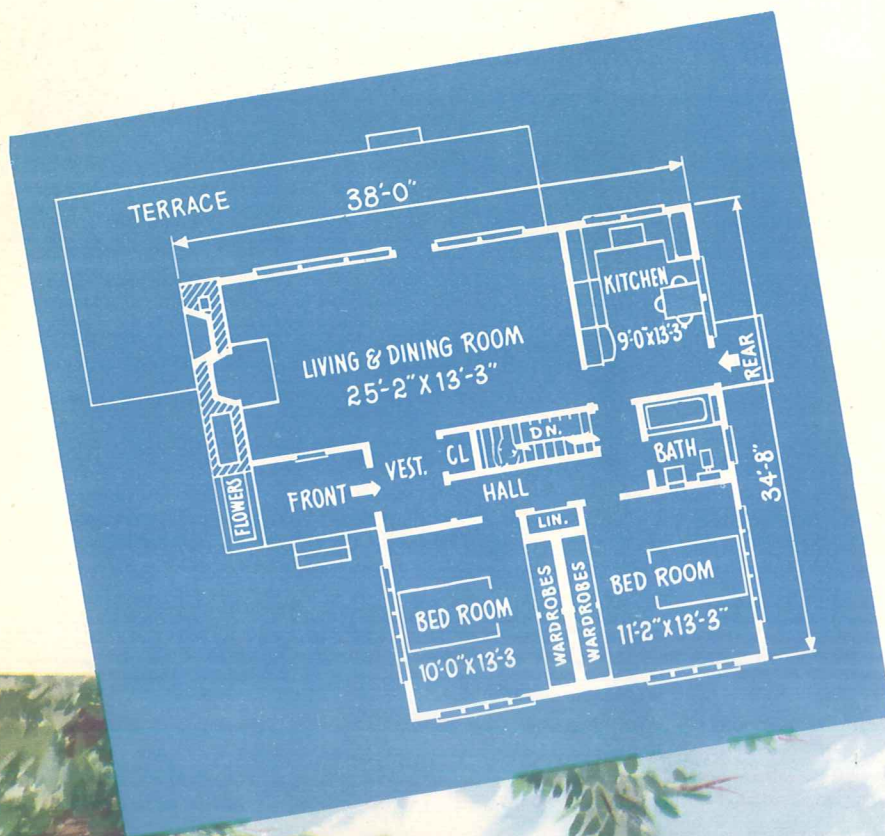 TERRACE
38'-0"
KITCHEN
9'-0"x13'-3"
REAR
LIVING & DINING ROOM
25'-2" X 13'-3"
DN.
CL
VEST.
BATH
34'-8"
FRONT
HALL
FLOWERS
LIN.
BED ROOM
10'-0"x13'-3
WARDROBES
WARDROBES
BED ROOM
11'-2"x13'-3"